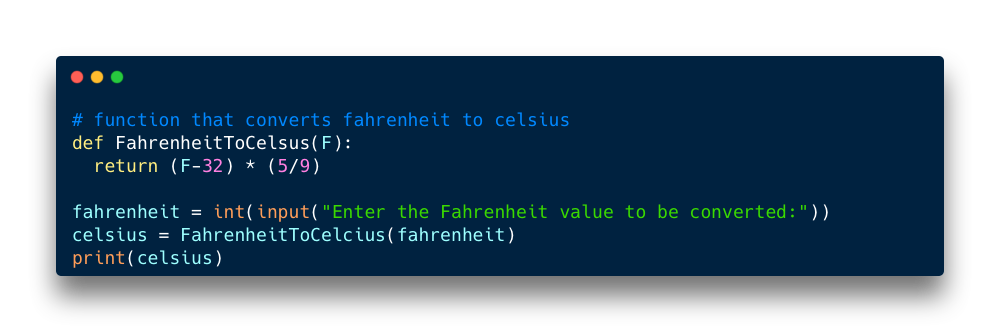 # function that converts fahrenheit to celsius
def FahrenheitToCelsus(F):
  return (F-32) * (5/9)

fahrenheit = int(input("Enter the Fahrenheit value to be converted:"))
celsius = FahrenheitToCelcius(fahrenheit)
print(celsius)